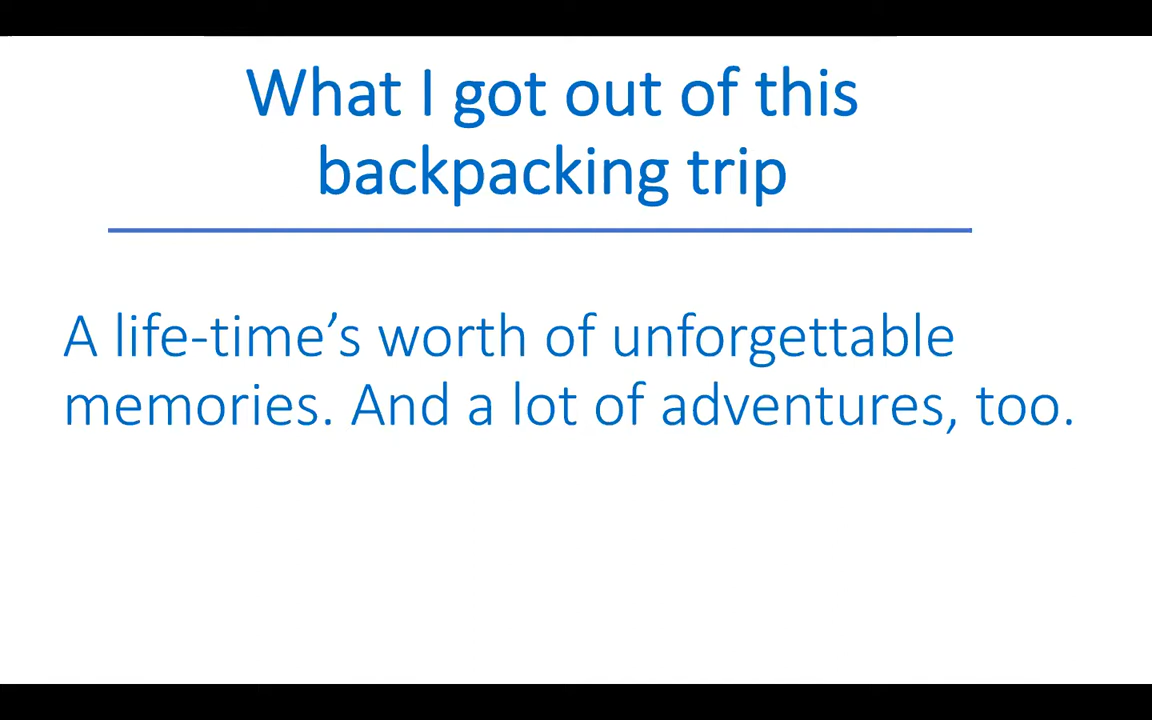 What I got out of this
backpacking trip
A life-time’s worth of unforgettable
memories. And a lot of adventures, too.